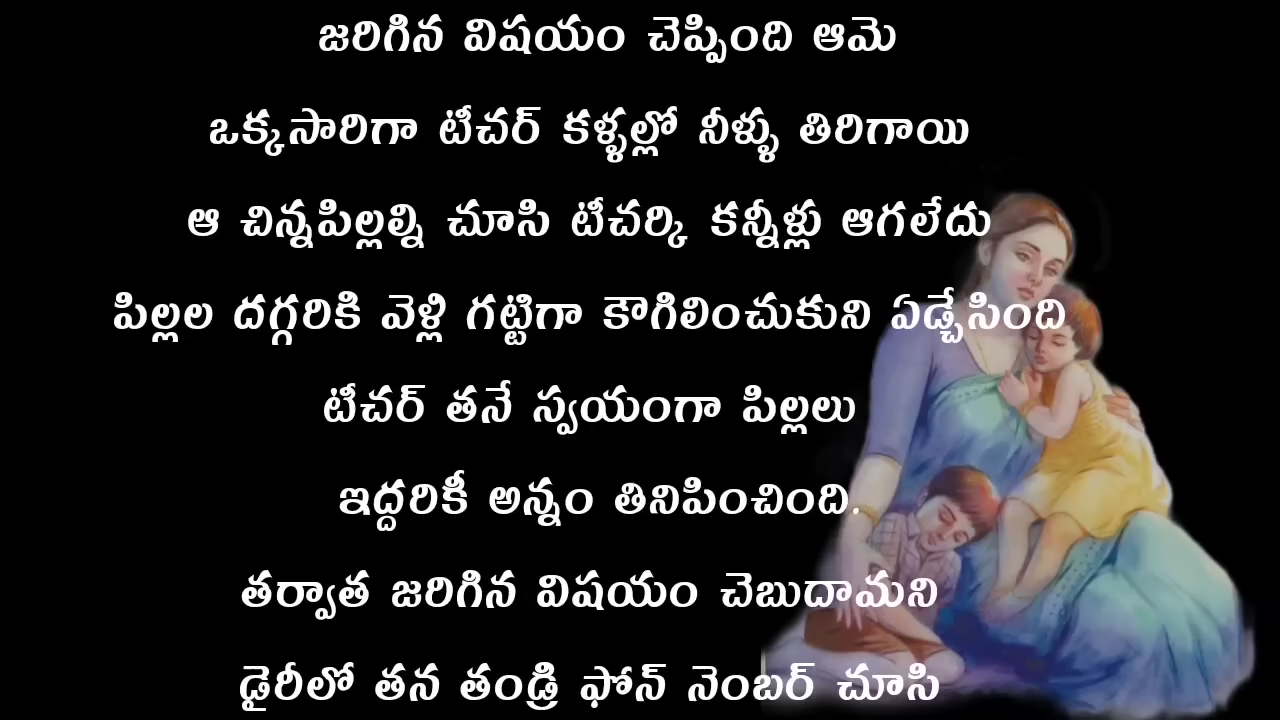 జరిగిన విషయం చెప్పింది ఆమె
ఒక్కసారిగా టీచర్ కళ్ళల్లో నీళ్ళు తిరిగాయి
ఆ చిన్నపిల్లల్ని చూసి టీచర్కి కన్నీళ్లు ఆగలేదు
పిల్లల దగ్గరికి వెళ్లి గట్టిగా కౌగిలించుకుని ఏడ్చేసింది
టీచర్ తనే స్వయంగా పిల్లలు
ఇద్దరికీ అన్నం తినిపించింది.
తర్వాత జరిగిన విషయం చెబుదామని
డైరీలో తన తండ్రి ఫోన్ నెంబర్ చూసి